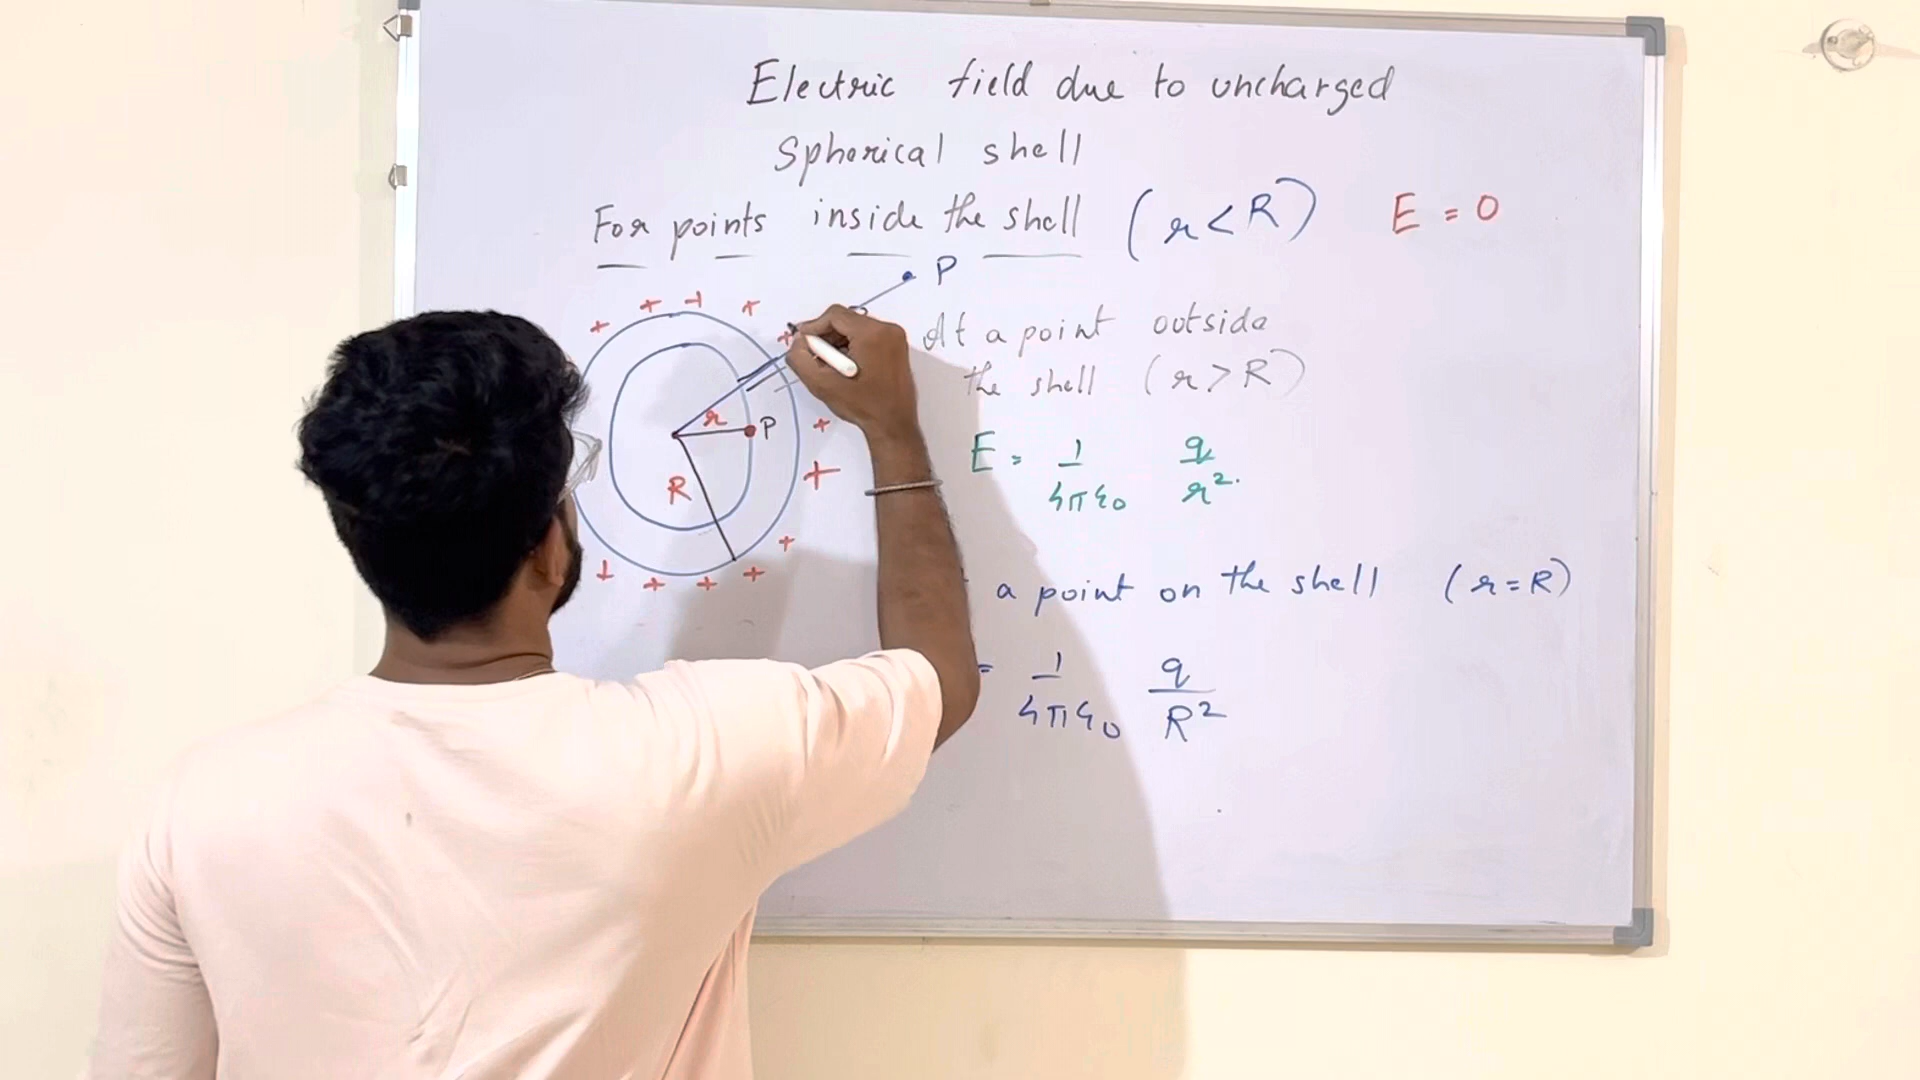 Electric field due to uncharged
Spherical shell
For points inside the shell (r < R) E = 0
P
At a point outside
the shell (r > R)
r
P
R
E = 1/4πε0 q/r².
a point on the shell (r = R)
= 1/4πε0 q/R²